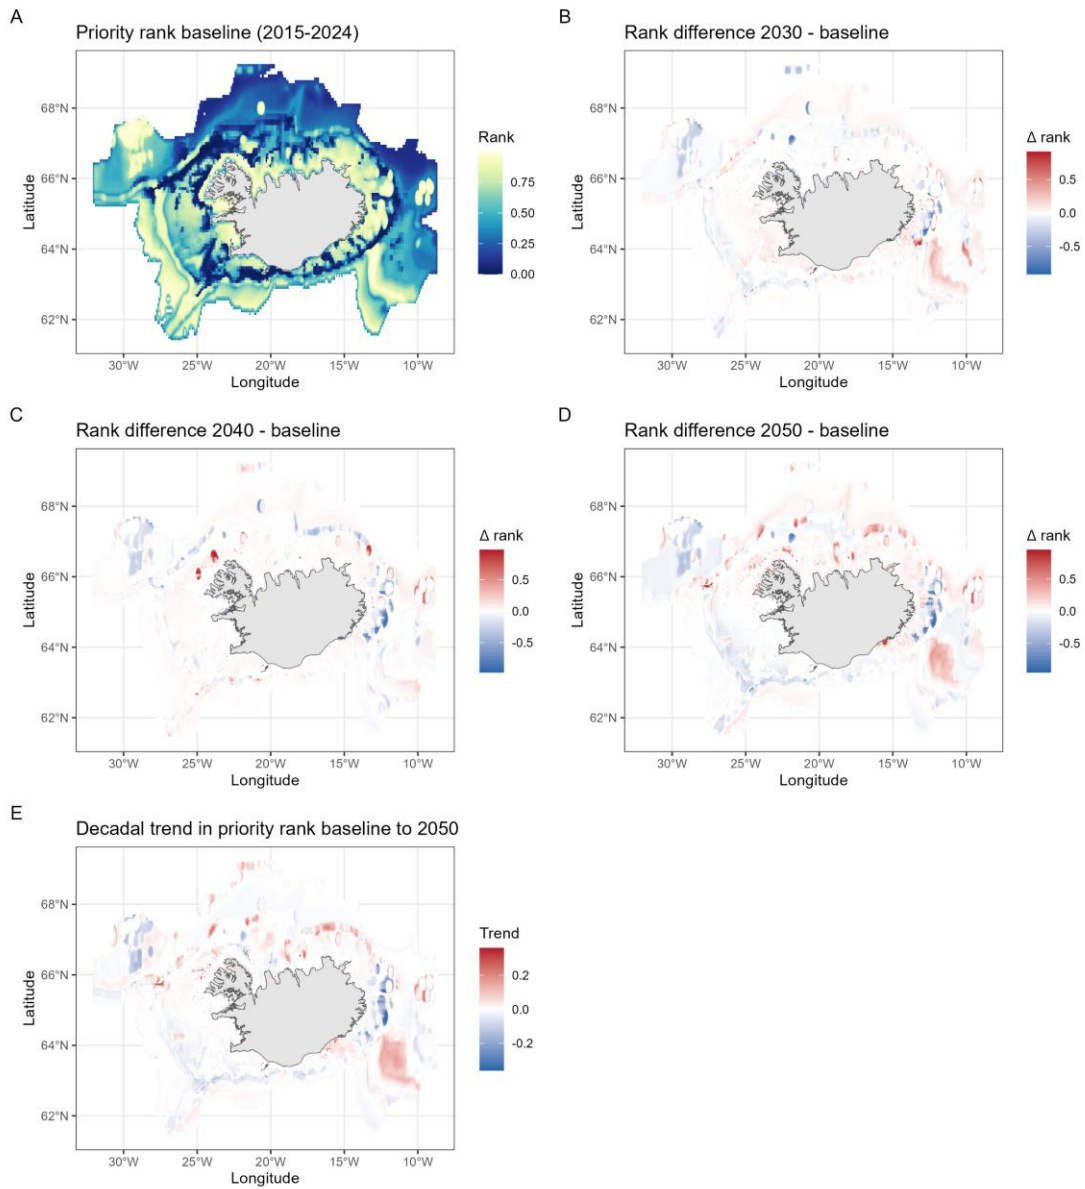 A
Priority rank baseline (2015-2024)
68°N
66°N
64°N
62°N
Latitude
30°W 25°W 20°W 15°W 10°W
Longitude
Rank
0.75
0.50
0.25
0.00
B
Rank difference 2030 - baseline
68°N
66°N
64°N
62°N
Latitude
30°W 25°W 20°W 15°W 10°W
Longitude
Δ rank
0.5
0.0
-0.5
C
Rank difference 2040 - baseline
68°N
66°N
64°N
62°N
Latitude
30°W 25°W 20°W 15°W 10°W
Longitude
Δ rank
0.5
0.0
-0.5
D
Rank difference 2050 - baseline
68°N
66°N
64°N
62°N
Latitude
30°W 25°W 20°W 15°W 10°W
Longitude
Δ rank
0.5
0.0
-0.5
E
Decadal trend in priority rank baseline to 2050
68°N
66°N
64°N
62°N
Latitude
30°W 25°W 20°W 15°W 10°W
Longitude
Trend
0.2
0.0
-0.2